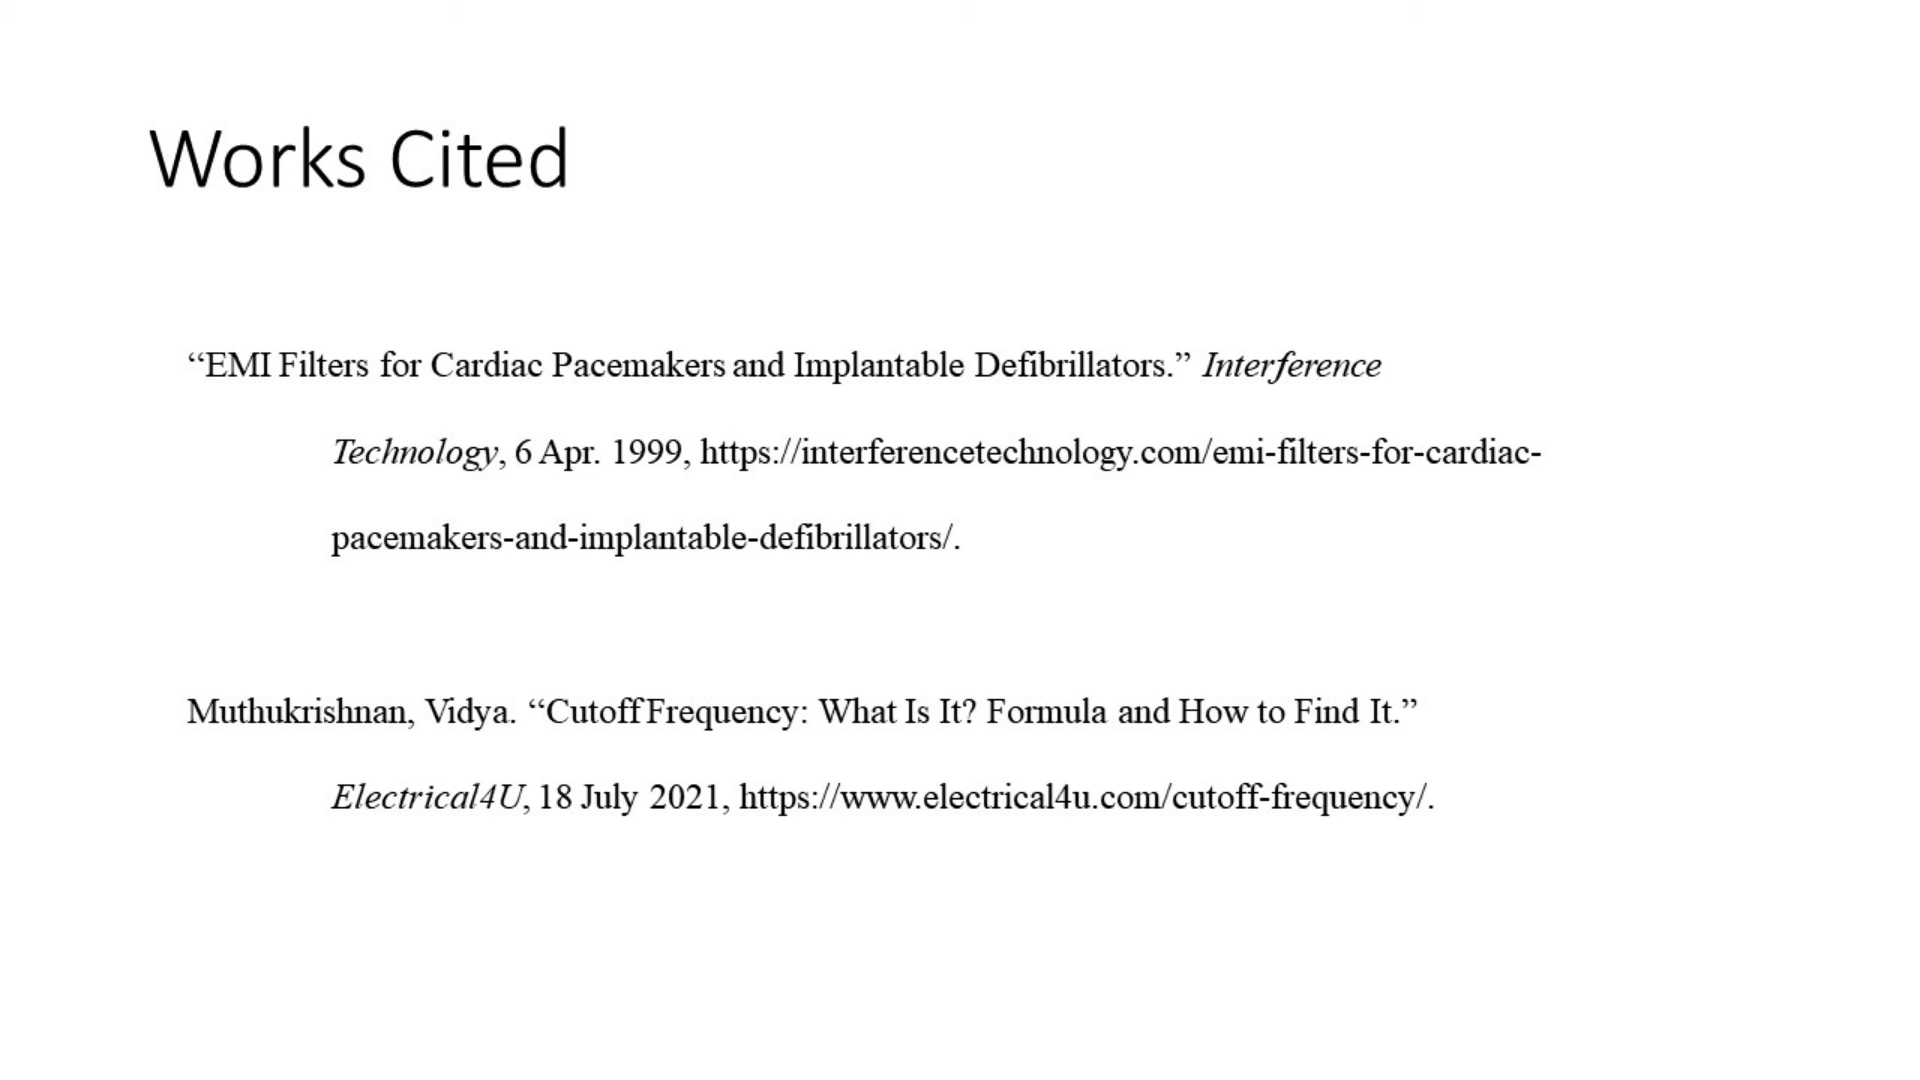 Works Cited
“EMI Filters for Cardiac Pacemakers and Implantable Defibrillators.” Interference
Technology, 6 Apr. 1999, https://interferencetechnology.com/emi-filters-for-cardiac-
pacemakers-and-implantable-defibrillators/.
Muthukrishnan, Vidya. “Cutoff Frequency: What Is It? Formula and How to Find It.”
Electrical4U, 18 July 2021, https://www.electrical4u.com/cutoff-frequency/.